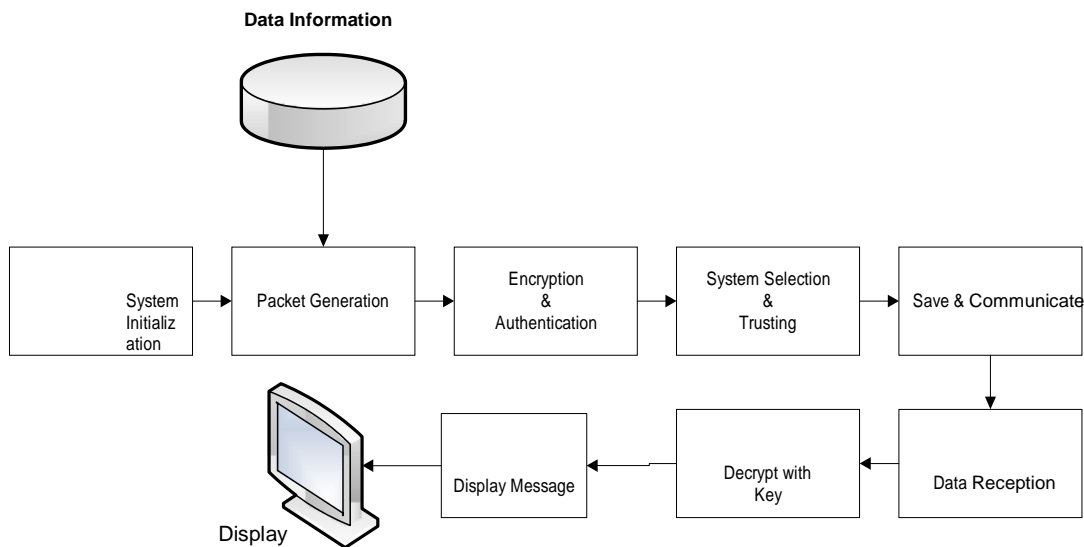 Data Information
System
Initializ
ation
Packet Generation
Encryption
&
Authentication
System Selection
&
Trusting
Save & Communicate
Display
Display Message
Decrypt with
Key
Data Reception